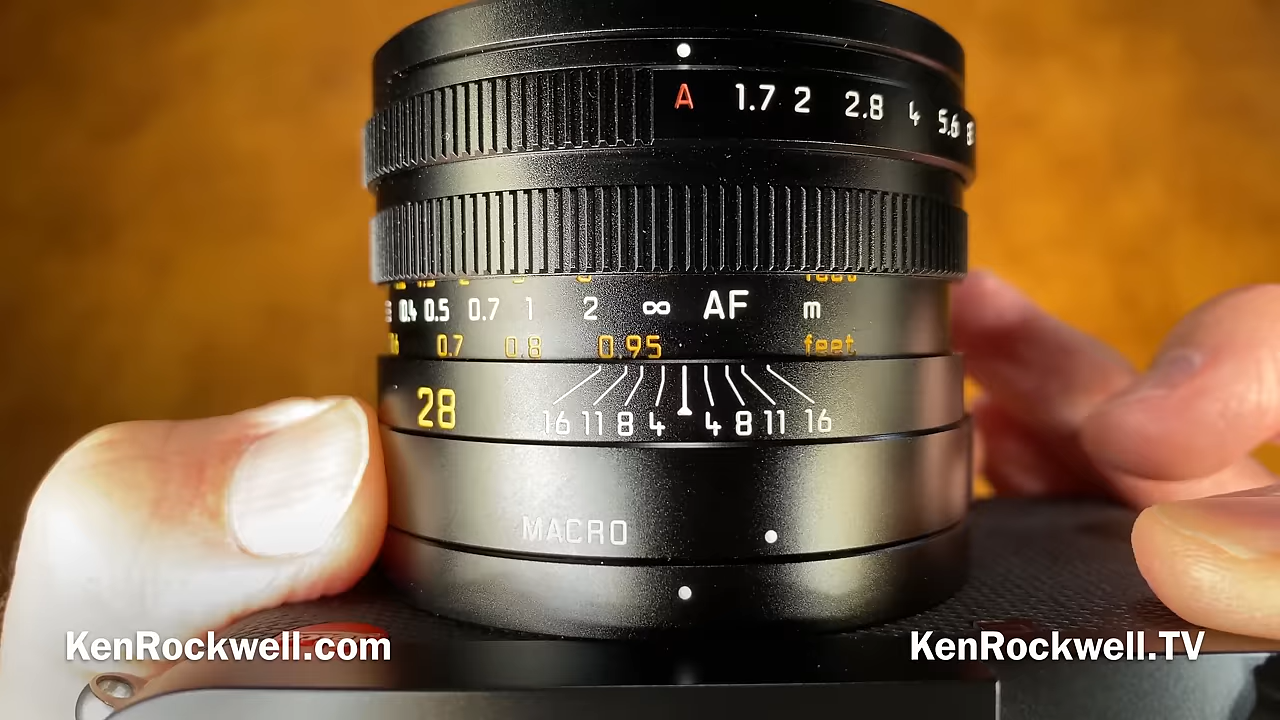 A 1.7 2 2.8 4 5.6 8
0.4 0.5 0.7 1 2 ∞ AF m
0.7 0.8 0.95 feet
28
16 11 8 4 4 8 11 16
MACRO
KenRockwell.com
KenRockwell.TV